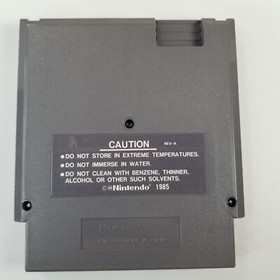 CAUTION REV-A
•DO NOT STORE IN EXTREME TEMPERATURES.
•DO NOT IMMERSE IN WATER.
•DO NOT CLEAN WITH BENZENE, THINNER,
ALCOHOL OR OTHER SUCH SOLVENTS.
©™Nintendo® 1985
Nintendo